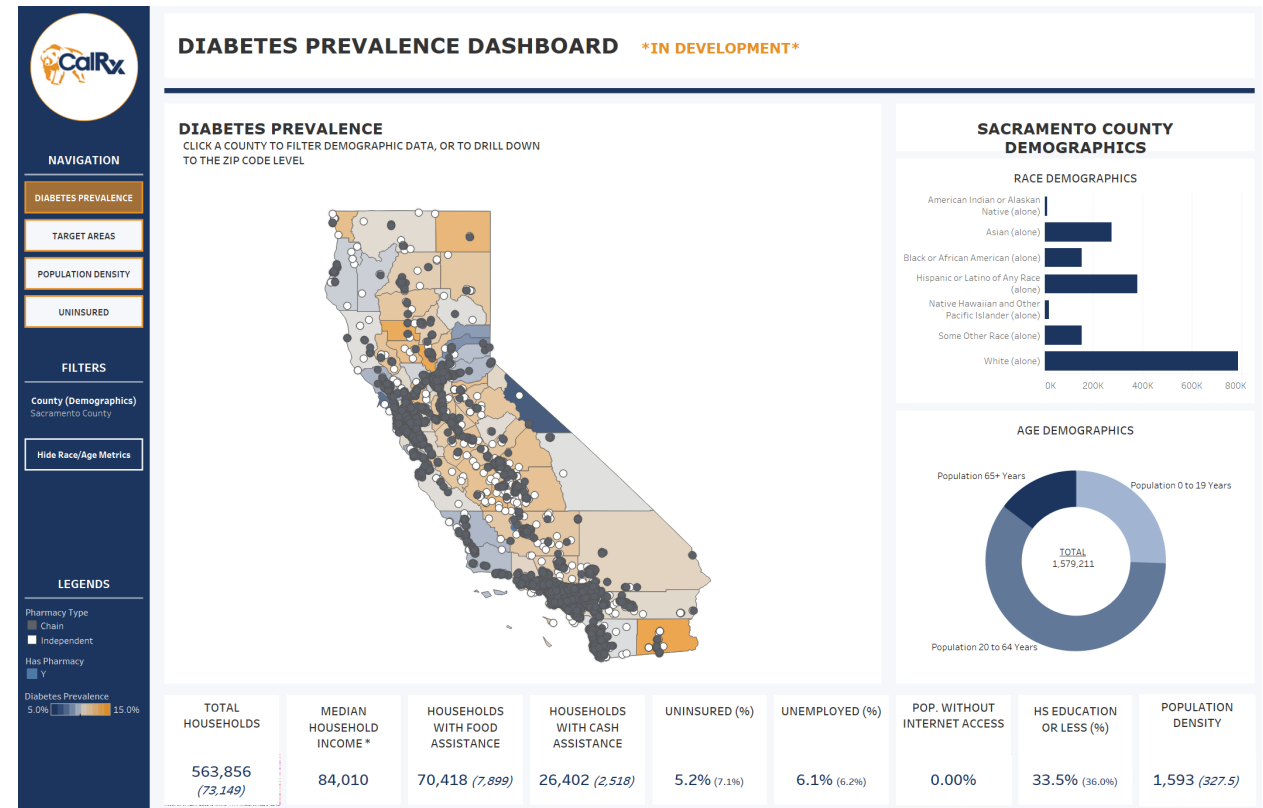 CalRx
DIABETES PREVALENCE DASHBOARD *IN DEVELOPMENT*
NAVIGATION
DIABETES PREVALENCE
TARGET AREAS
POPULATION DENSITY
UNINSURED
FILTERS
County (Demographics)
Sacramento County
Hide Race/Age Metrics
LEGENDS
Pharmacy Type
Chain
Independent
Has Pharmacy
Y
Diabetes Prevalence
5.0% 15.0%
DIABETES PREVALENCE
CLICK A COUNTY TO FILTER DEMOGRAPHIC DATA, OR TO DRILL DOWN
TO THE ZIP CODE LEVEL
SACRAMENTO COUNTY
DEMOGRAPHICS
RACE DEMOGRAPHICS
American Indian or Alaskan
Native (alone)
Asian (alone)
Black or African American (alone)
Hispanic or Latino of Any Race
(alone)
Native Hawaiian and Other
Pacific Islander (alone)
Some Other Race (alone)
White (alone)
0K 200K 400K 600K 800K
AGE DEMOGRAPHICS
Population 65+ Years
Population 0 to 19 Years
TOTAL
1,579,211
Population 20 to 64 Years
TOTAL
HOUSEHOLDS
563,856
(73,149)
MEDIAN
HOUSEHOLD
INCOME *
84,010
HOUSEHOLDS
WITH FOOD
ASSISTANCE
70,418 (7,899)
HOUSEHOLDS
WITH CASH
ASSISTANCE
26,402 (2,518)
UNINSURED (%)
5.2% (7.1%)
UNEMPLOYED (%)
6.1% (6.2%)
POP. WITHOUT
INTERNET ACCESS
0.00%
HS EDUCATION
OR LESS (%)
33.5% (36.0%)
POPULATION
DENSITY
1,593 (327.5)